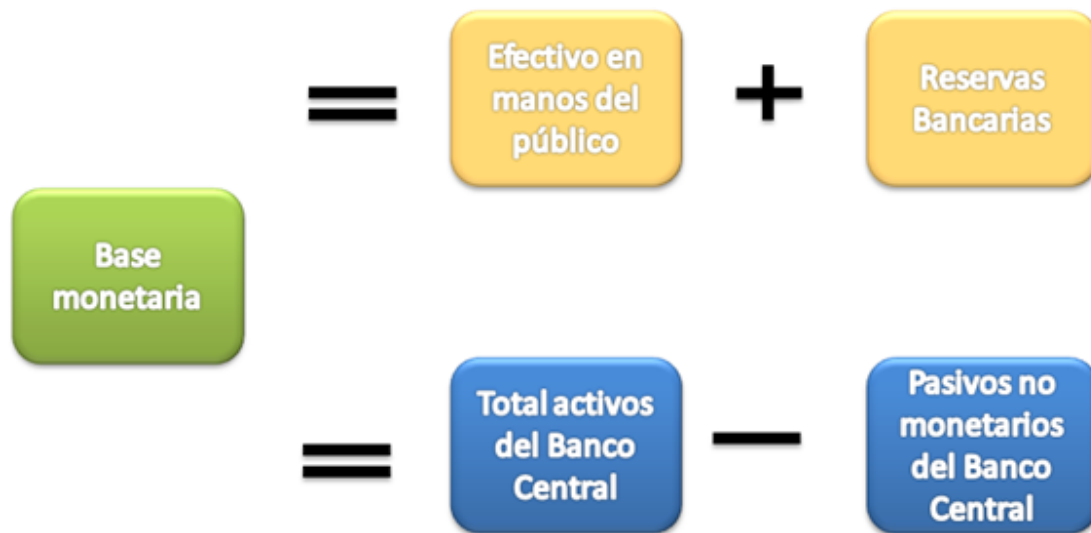 Base
monetaria
=
Efectivo en
manos del
público
+
Reservas
Bancarias
=
Total activos
del Banco
Central
—
Pasivos no
monetarios
del Banco
Central